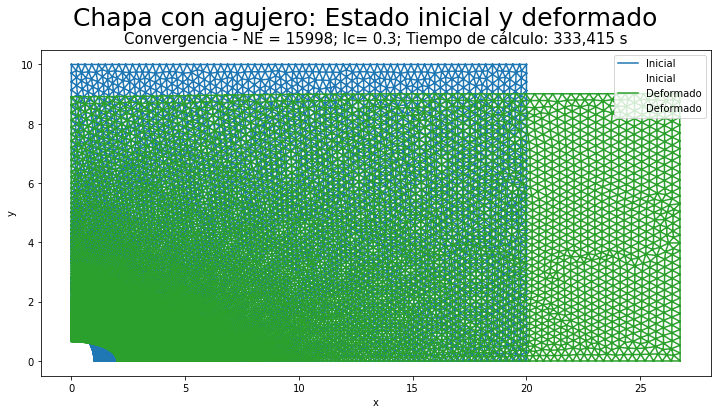 Chapa con agujero: Estado inicial y deformado
Convergencia - NE = 15998; lc= 0.3; Tiempo de cálculo: 333,415 s
Inicial
Inicial
Deformado
Deformado
10
8
6
4
2
0
y
0 5 10 15 20 25
x